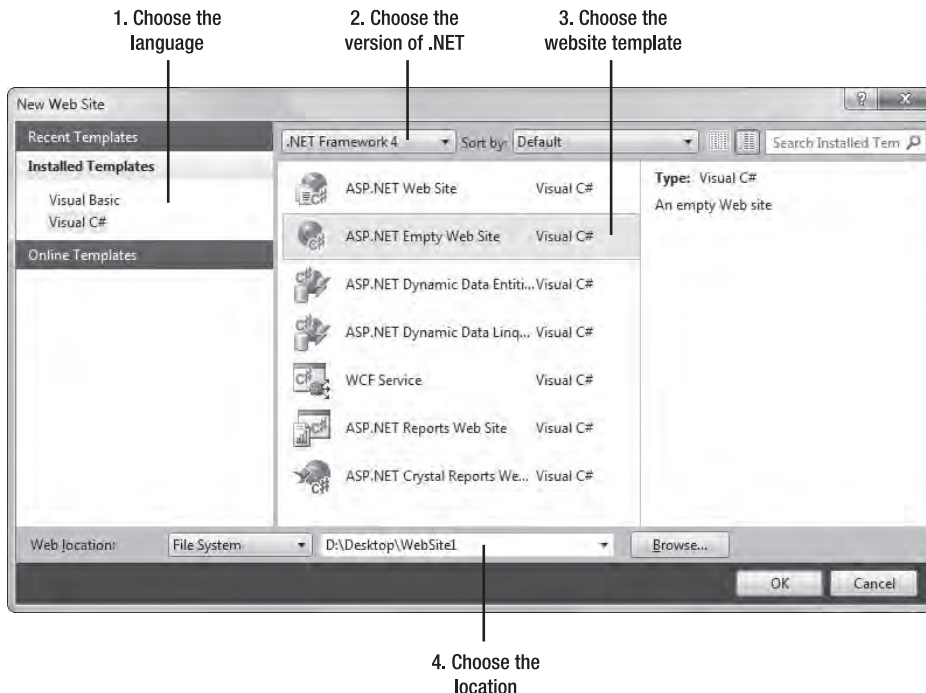 1. Choose the
language
2. Choose the
version of .NET
3. Choose the
website template
New Web Site
Recent Templates
Installed Templates
Visual Basic
Visual C#
Online Templates
.NET Framework 4
Sort by: Default
Search Installed Tem
ASP.NET Web Site Visual C#
ASP.NET Empty Web Site Visual C#
ASP.NET Dynamic Data Entiti... Visual C#
ASP.NET Dynamic Data Linq... Visual C#
WCF Service Visual C#
ASP.NET Reports Web Site Visual C#
ASP.NET Crystal Reports We... Visual C#
Type: Visual C#
An empty Web site
Web location: File System D:\Desktop\WebSite1 Browse...
OK Cancel
4. Choose the
location